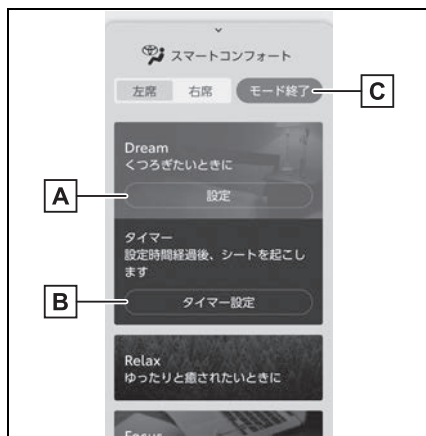 スマートコンフォート
左席 右席 モード終了
C
Dream
くつろぎたいときに
A
設定
タイマー
設定時間経過後、シートを起こし
ます
B
タイマー設定
Relax
ゆったりと癒されたいときに
Focus